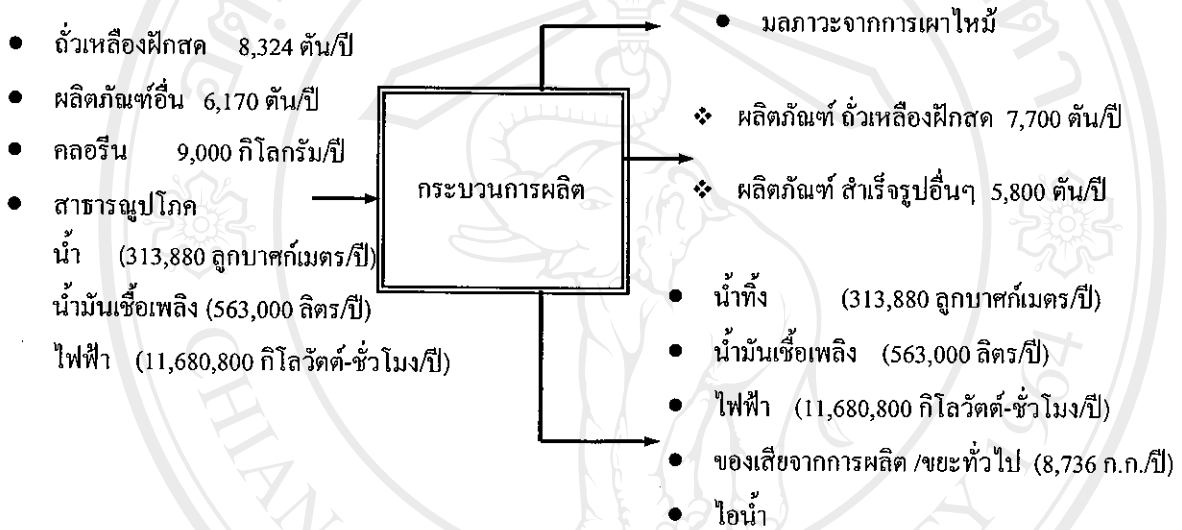 ● ถั่วเหลืองฝักสด 8,324 ตัน/ปี
● ผลิตภัณฑ์อื่น 6,170 ตัน/ปี
● คลอรีน 9,000 กิโลกรัม/ปี
● สาธารณูปโภค
น้ำ (313,880 ลูกบาศก์เมตร/ปี)
น้ำมันเชื้อเพลิง (563,000 ลิตร/ปี)
ไฟฟ้า (11,680,800 กิโลวัตต์-ชั่วโมง/ปี)
กระบวนการผลิต
● มลภาวะจากการเผาไหม้
❖ ผลิตภัณฑ์ ถั่วเหลืองฝักสด 7,700 ตัน/ปี
❖ ผลิตภัณฑ์ สำเร็จรูปอื่นๆ 5,800 ตัน/ปี
● น้ำทิ้ง (313,880 ลูกบาศก์เมตร/ปี)
● น้ำมันเชื้อเพลิง (563,000 ลิตร/ปี)
● ไฟฟ้า (11,680,800 กิโลวัตต์-ชั่วโมง/ปี)
● ของเสียจากการผลิต /ขยะทั่วไป (8,736 ก.ก./ปี)
● ไอน้ำ